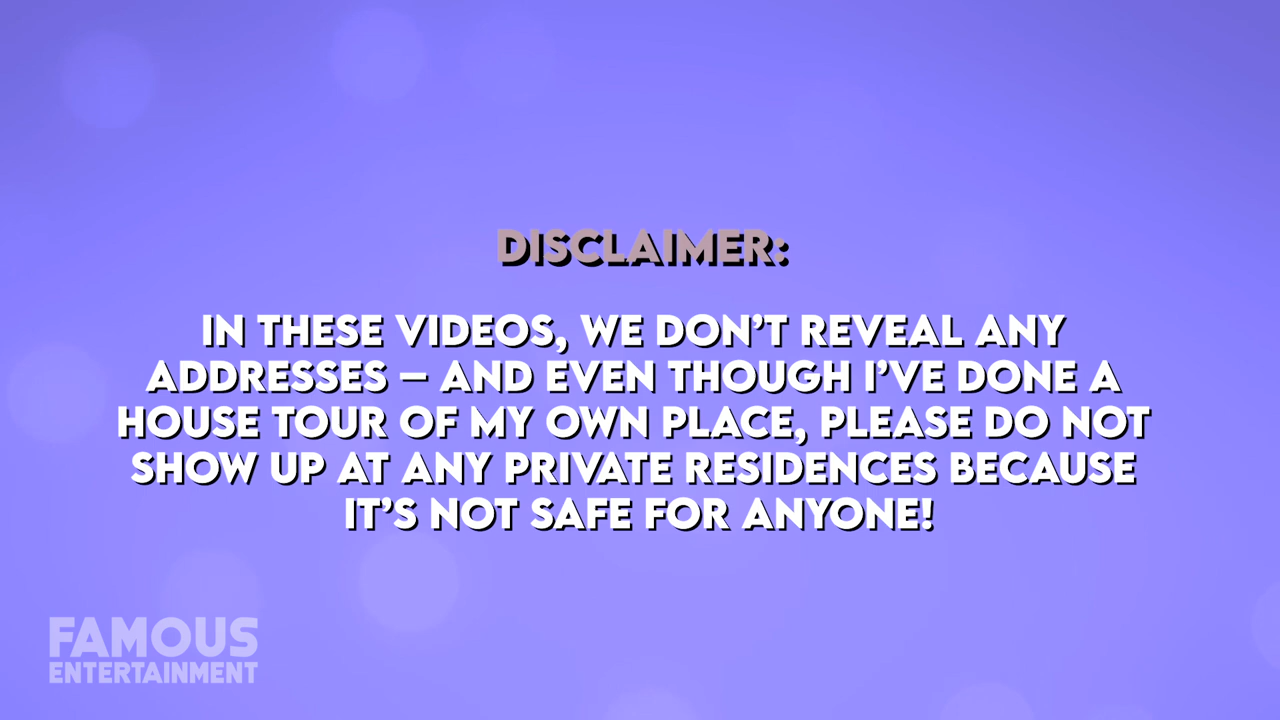 DISCLAIMER:
IN THESE VIDEOS, WE DON'T REVEAL ANY
ADDRESSES – AND EVEN THOUGH I'VE DONE A
HOUSE TOUR OF MY OWN PLACE, PLEASE DO NOT
SHOW UP AT ANY PRIVATE RESIDENCES BECAUSE
IT'S NOT SAFE FOR ANYONE!
FAMOUS
ENTERTAINMENT